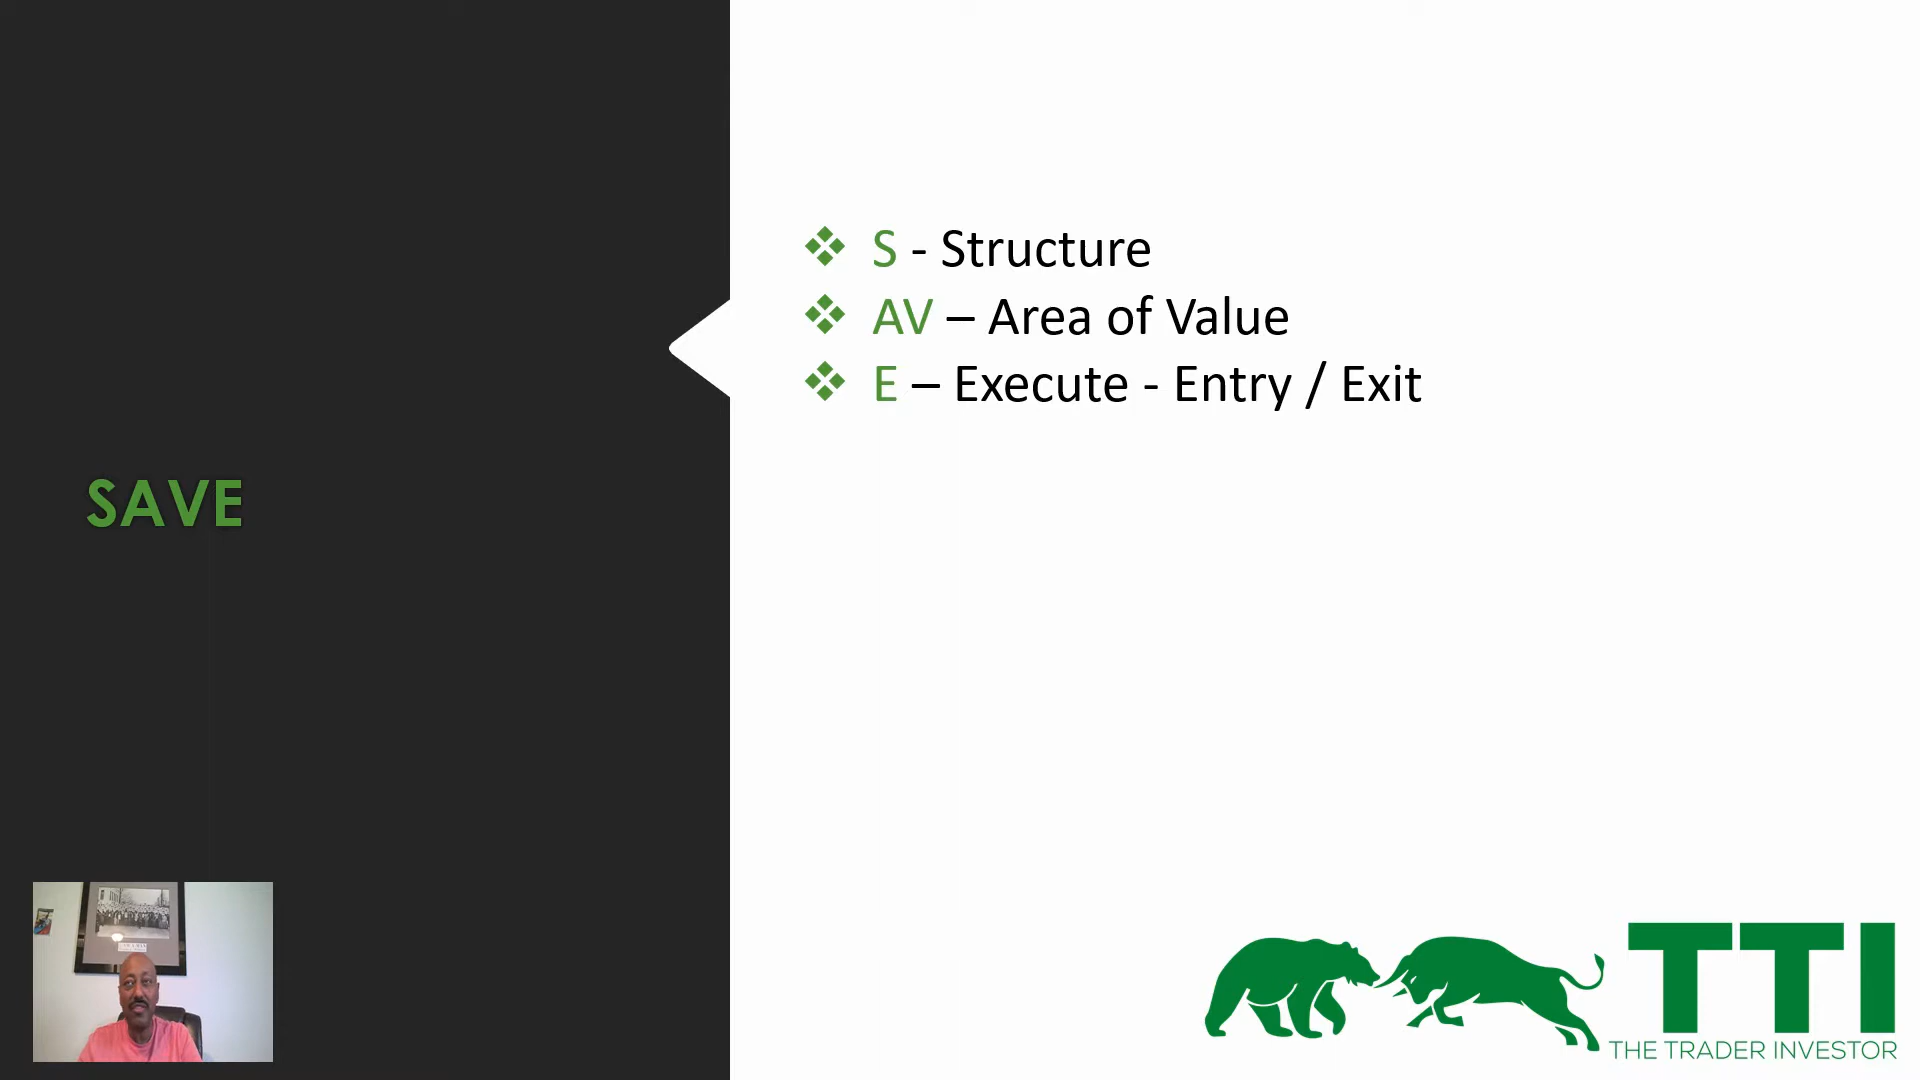 SAVE
S - Structure
AV – Area of Value
E – Execute - Entry / Exit
TTI
THE TRADER INVESTOR